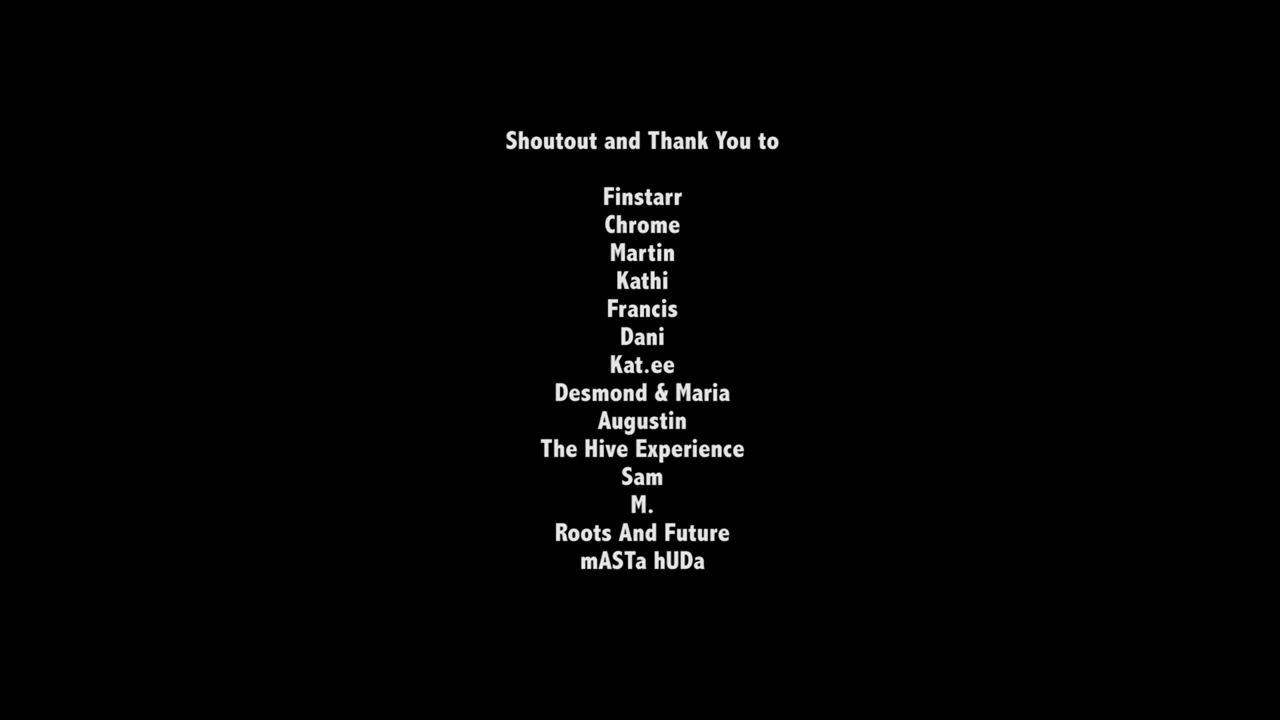 Shoutout and Thank You to
Finstarr
Chrome
Martin
Kathi
Francis
Dani
Kat.ee
Desmond & Maria
Augustin
The Hive Experience
Sam
M.
Roots And Future
mASTa hUDa